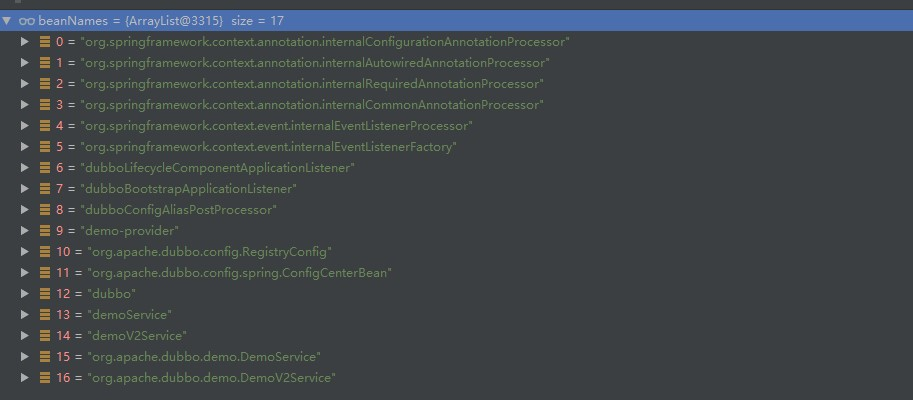 beanNames = {ArrayList@3315} size = 17
0 = "org.springframework.context.annotation.internalConfigurationAnnotationProcessor"
1 = "org.springframework.context.annotation.internalAutowiredAnnotationProcessor"
2 = "org.springframework.context.annotation.internalRequiredAnnotationProcessor"
3 = "org.springframework.context.annotation.internalCommonAnnotationProcessor"
4 = "org.springframework.context.event.internalEventListenerProcessor"
5 = "org.springframework.context.event.internalEventListenerFactory"
6 = "dubboLifecycleComponentApplicationListener"
7 = "dubboBootstrapApplicationListener"
8 = "dubboConfigAliasPostProcessor"
9 = "demo-provider"
10 = "org.apache.dubbo.config.RegistryConfig"
11 = "org.apache.dubbo.config.spring.ConfigCenterBean"
12 = "dubbo"
13 = "demoService"
14 = "demoV2Service"
15 = "org.apache.dubbo.demo.DemoService"
16 = "org.apache.dubbo.demo.DemoV2Service"